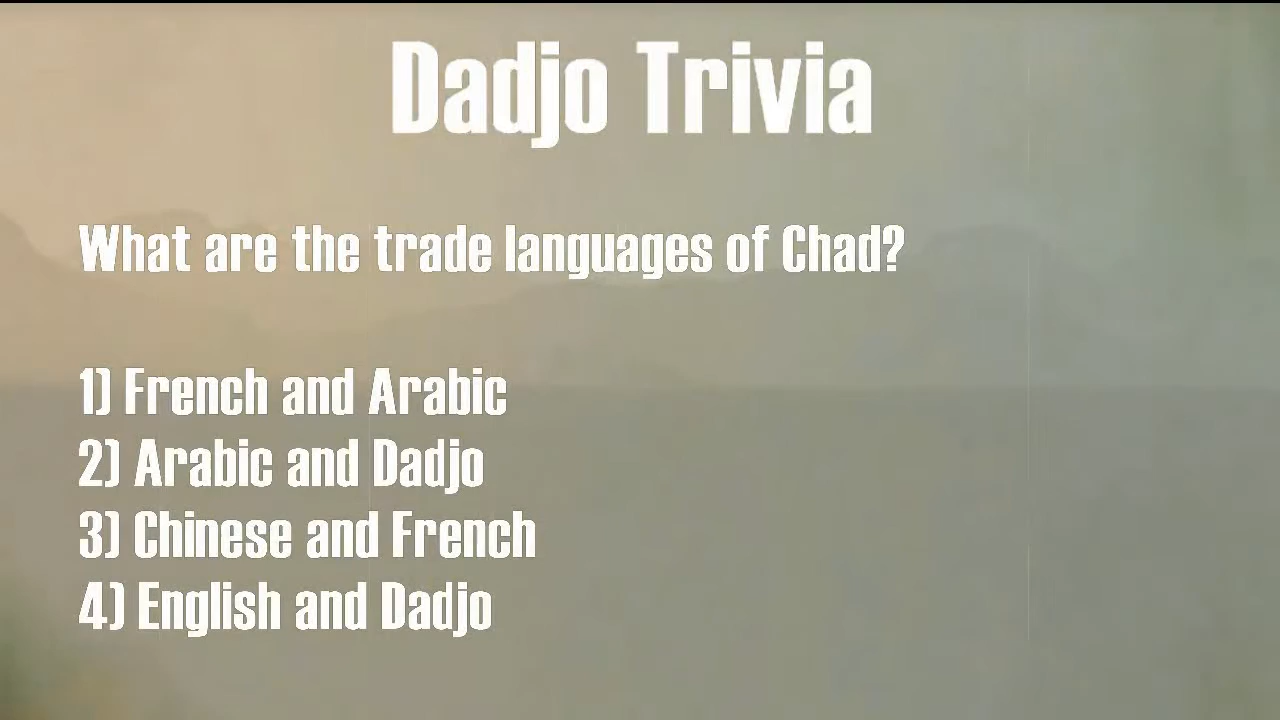 Dadjo Trivia
What are the trade languages of Chad?
1) French and Arabic
2) Arabic and Dadjo
3) Chinese and French
4) English and Dadjo